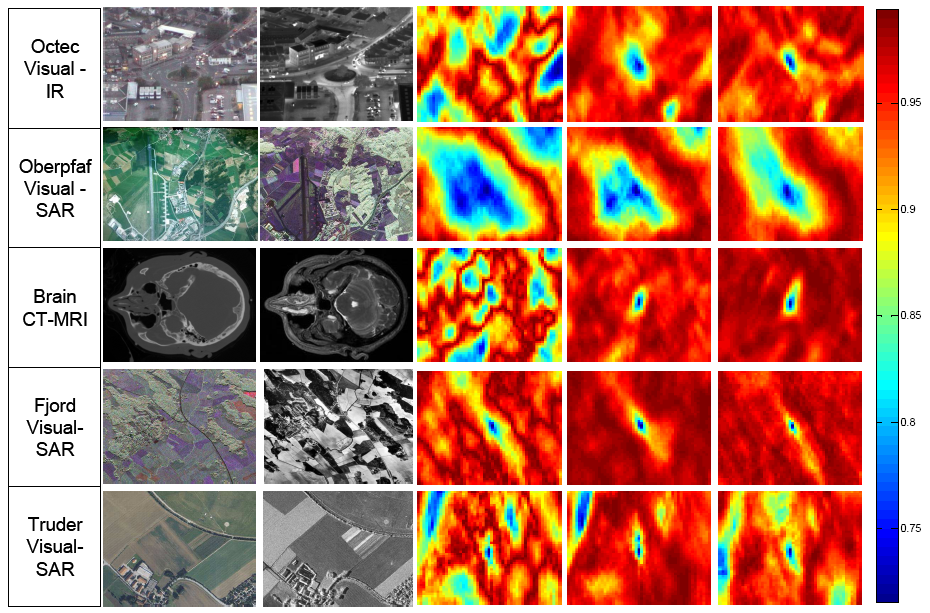 Octec
Visual -
IR
Oberpfaf
Visual -
SAR
Brain
CT-MRI
Fjord
Visual-
SAR
Truder
Visual-
SAR
0.95
0.9
0.85
0.8
0.75